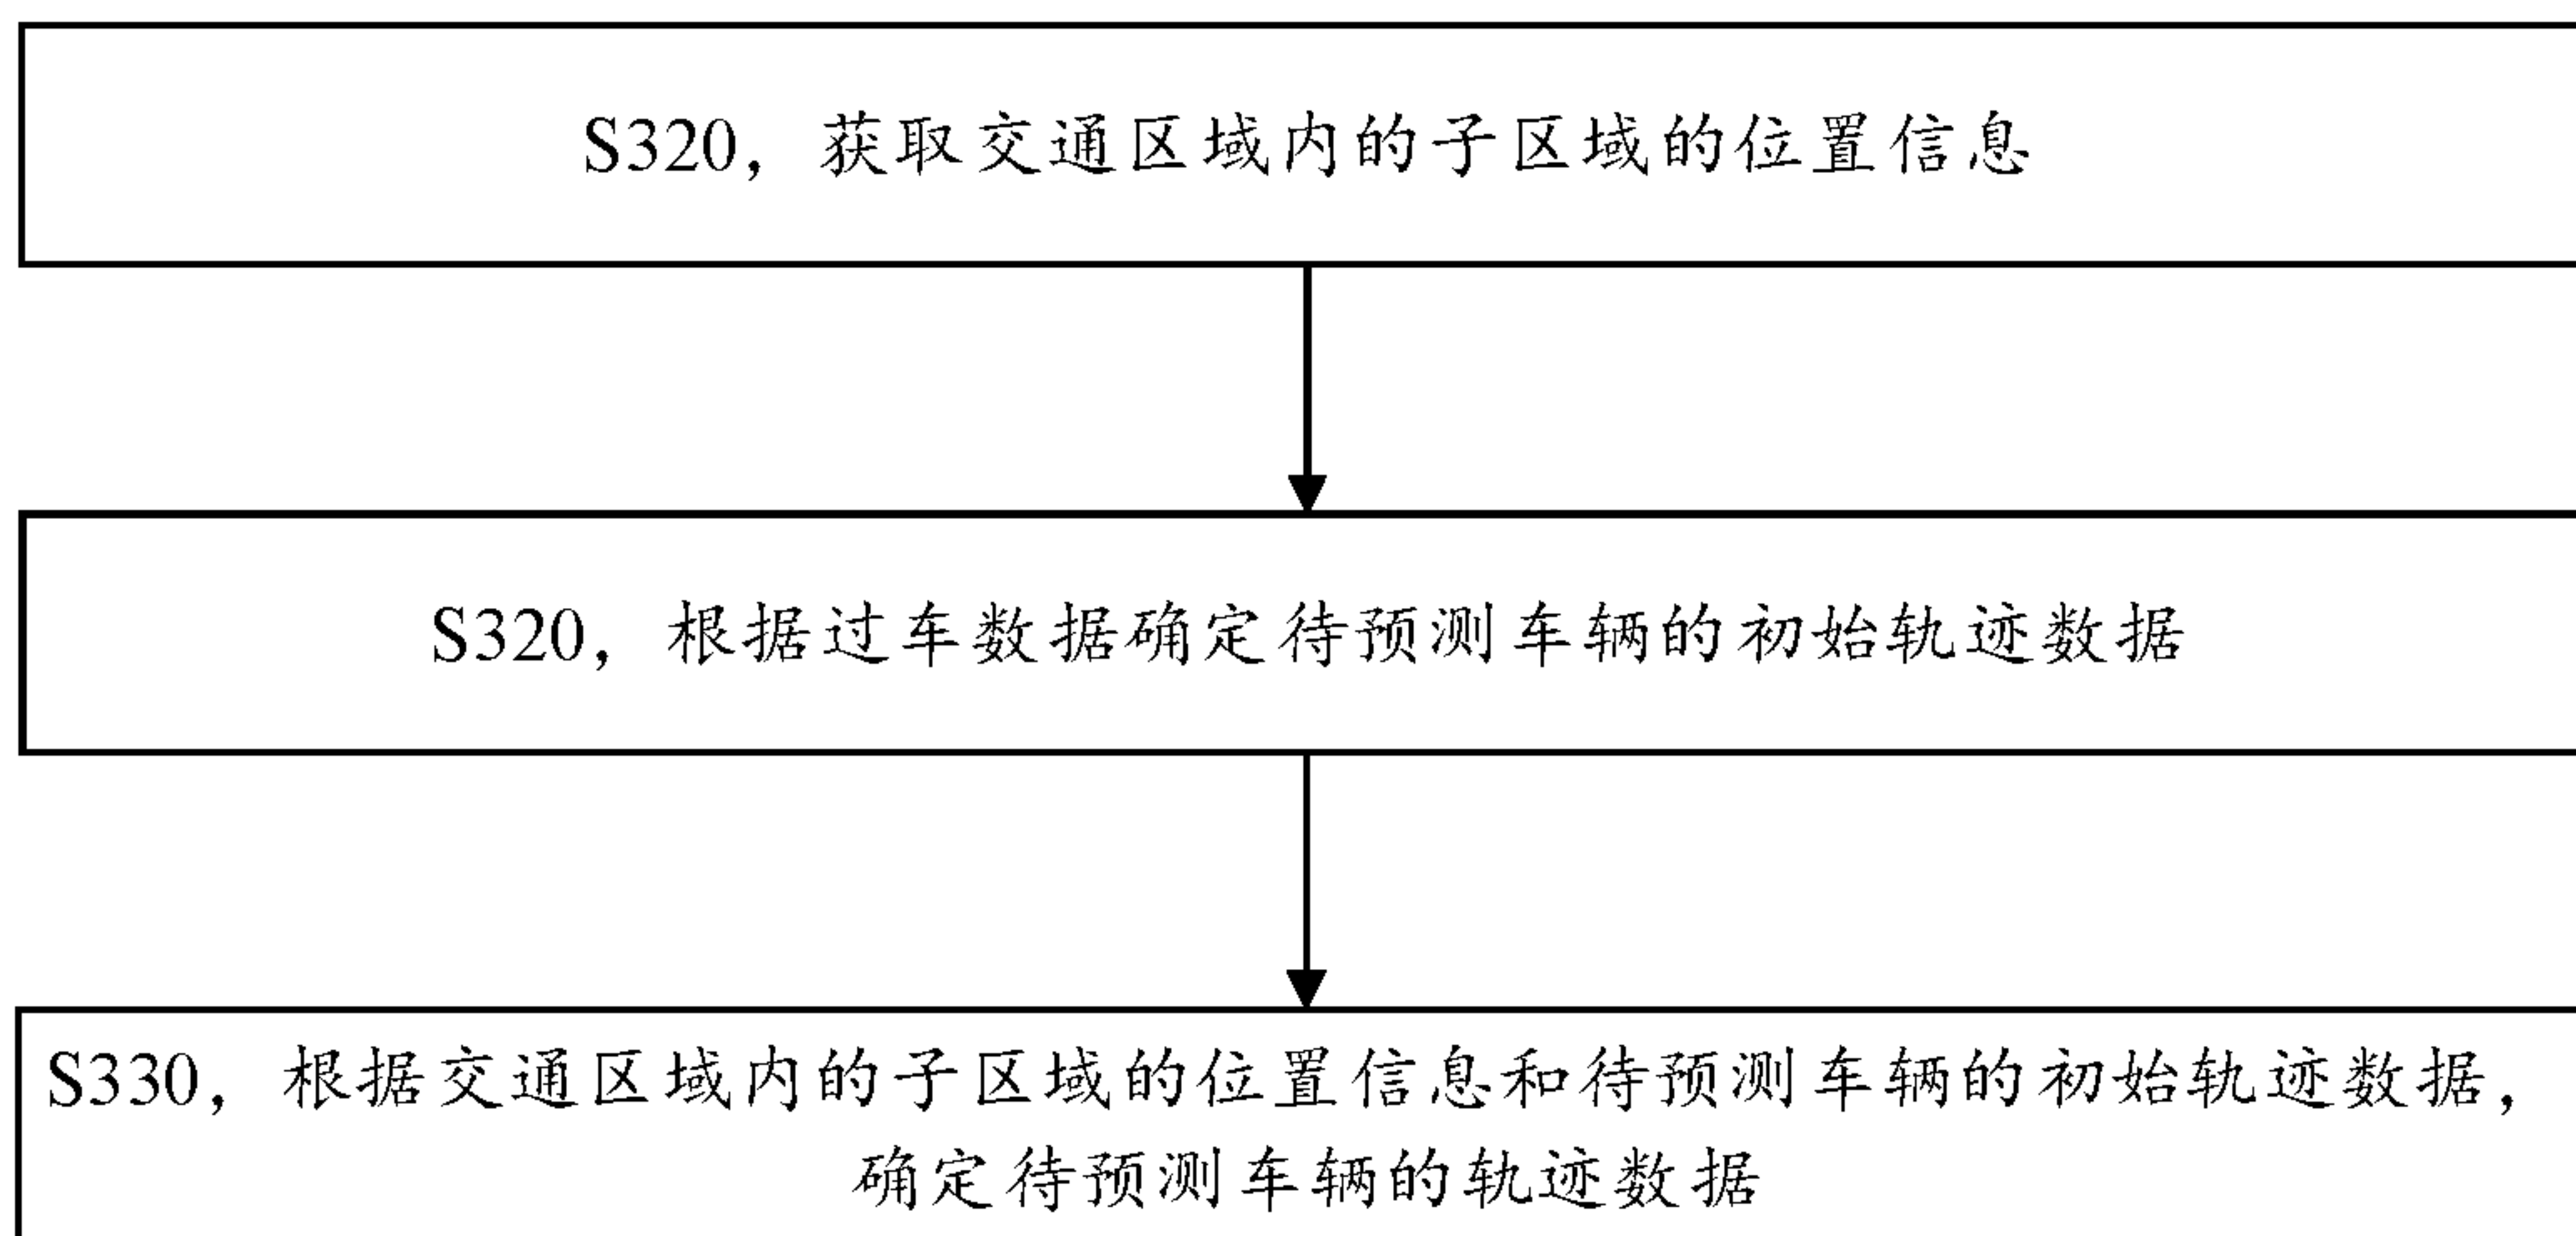 S320，获取交通区域内的子区域的位置信息
S320，根据过车数据确定待预测车辆的初始轨迹数据
S330，根据交通区域内的子区域的位置信息和待预测车辆的初始轨迹数据，
确定待预测车辆的轨迹数据